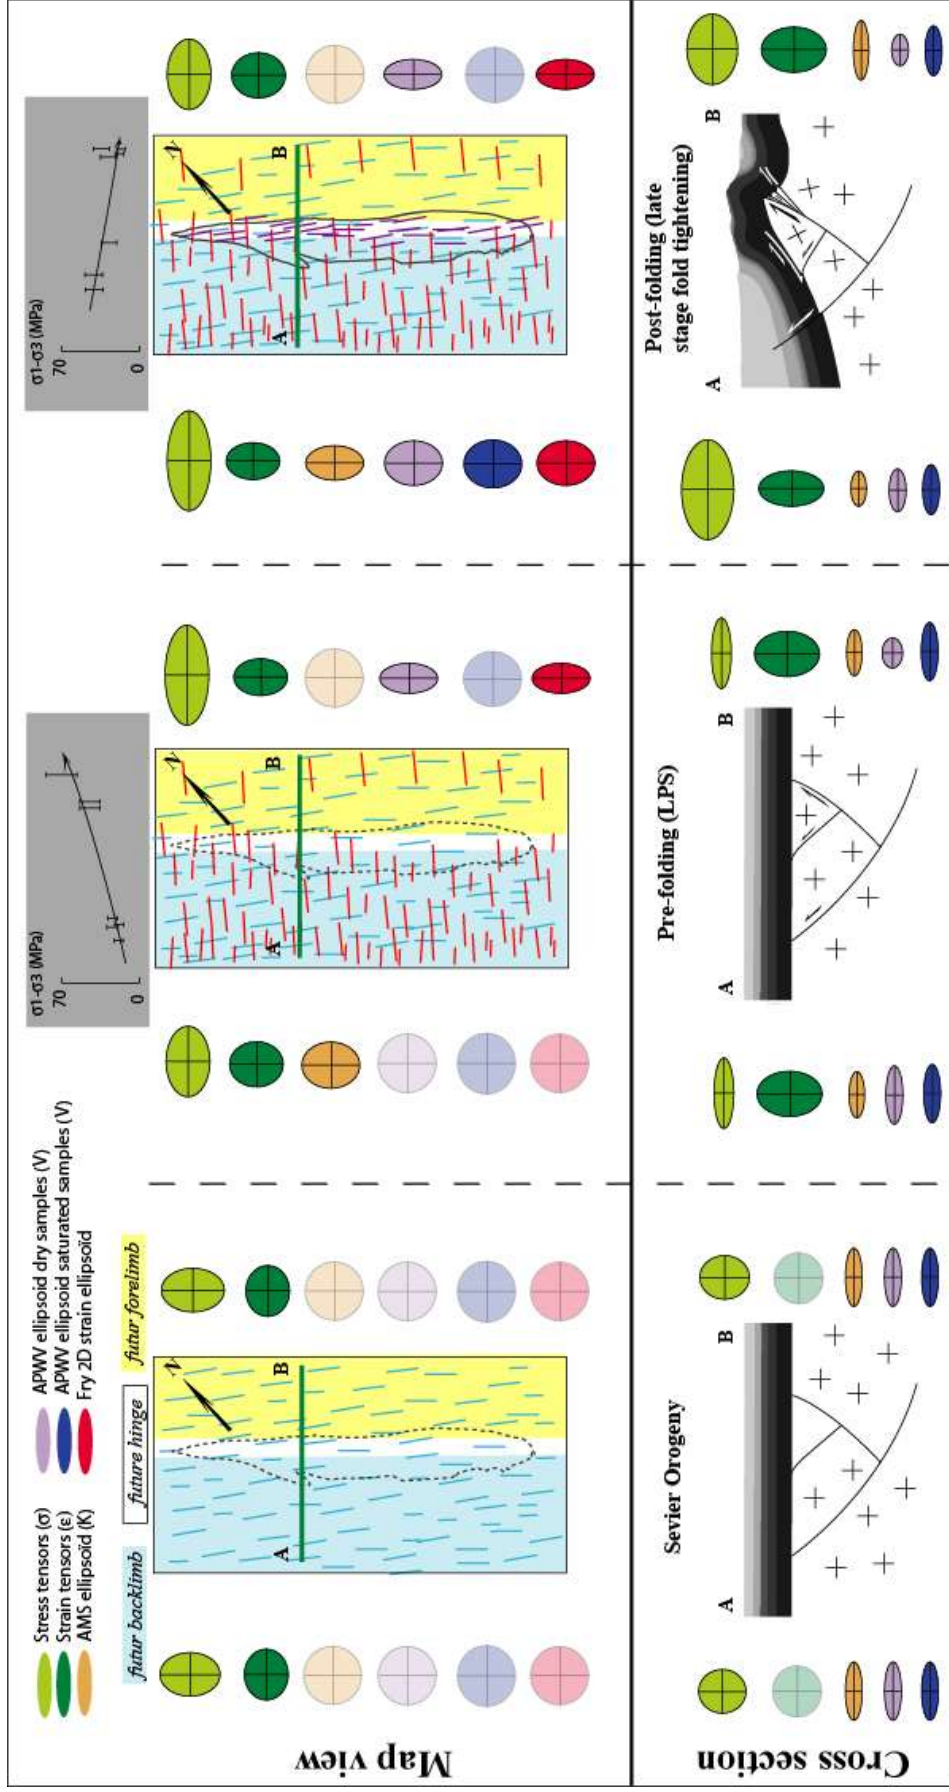 Stress tensors (σ)
Strain tensors (ε)
AMS ellipsoïd (K)
APWV ellipsoid dry samples (V)
APWV ellipsoid saturated samples (V)
Fry 2D strain ellipsoïd
futur backlimb
future hinge
futur forelimb
Map view
A
B
N
σ1-σ3 (MPa)
70
0
A
B
N
σ1-σ3 (MPa)
70
0
A
B
N
Cross section
Sevier Orogeny
A
B
Pre-folding (LPS)
A
B
Post-folding (late
stage fold tightening)
A
B